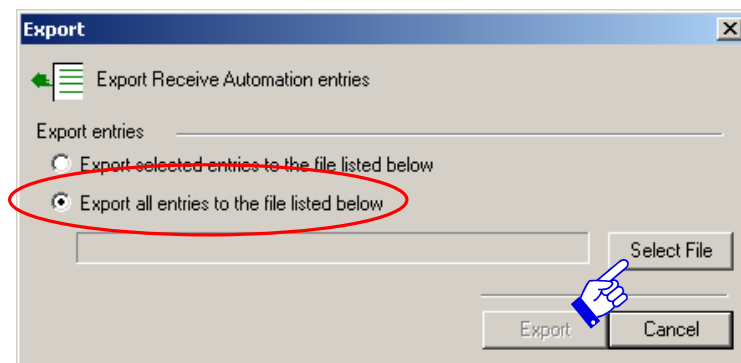 Export
Export Receive Automation entries
Export entries
Export selected entries to the file listed below
Export all entries to the file listed below
Select File
Export
Cancel